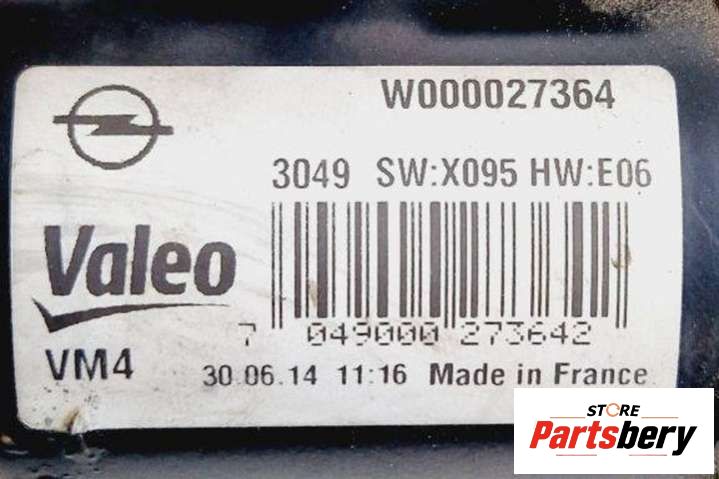 W000027364
3049 SW:X095 HW:E06
Valeo
7 049000 273642
VM4
30.06.14 11:16 Made in France
STORE
Partsbery